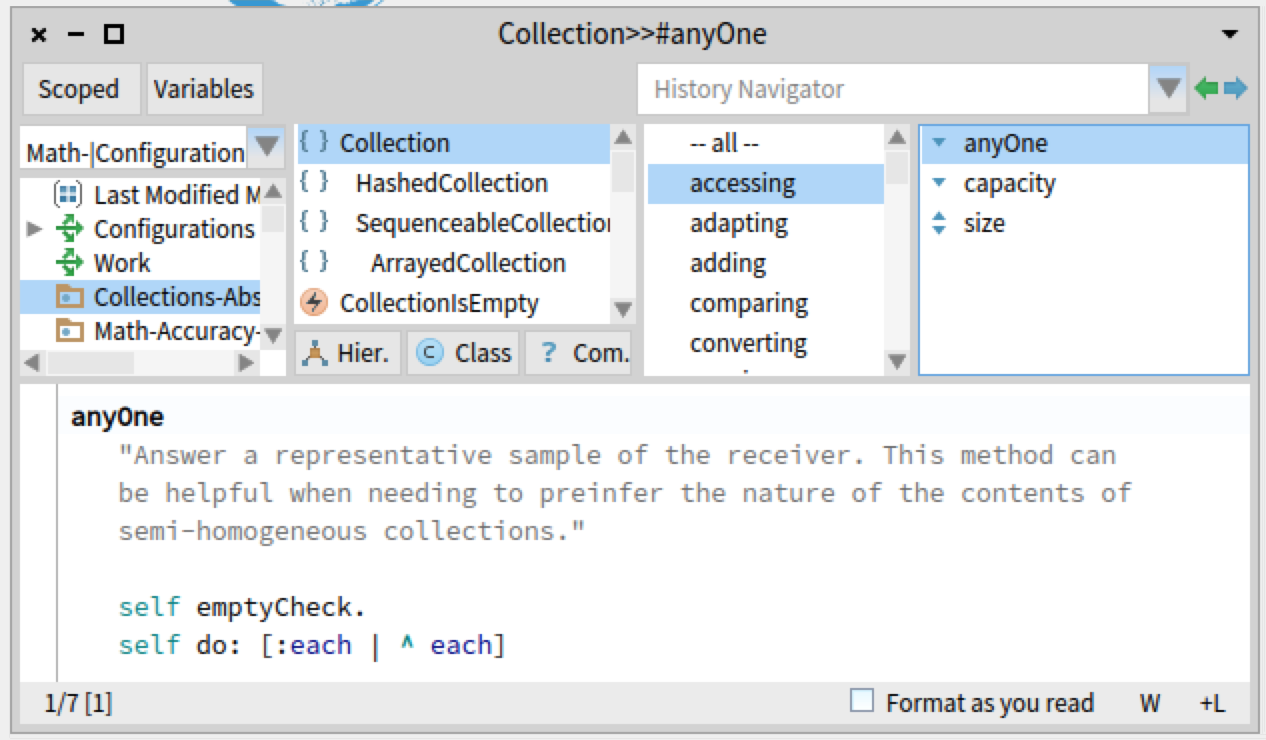 Collection>>#anyOne
Scoped
Variables
History Navigator
Math-|Configuration
Last Modified M
Configurations
Work
Collections-Abs
Math-Accuracy-
{ } Collection
{ } HashedCollection
{ } SequenceableCollection
{ } ArrayedCollection
CollectionIsEmpty
Hier.
C Class
? Com.
-- all --
accessing
adapting
adding
comparing
converting
anyOne
capacity
size
anyOne
"Answer a representative sample of the receiver. This method can
be helpful when needing to preinfer the nature of the contents of
semi-homogeneous collections."
self emptyCheck.
self do: [:each | ^ each]
1/7 [1]
Format as you read
W
+L